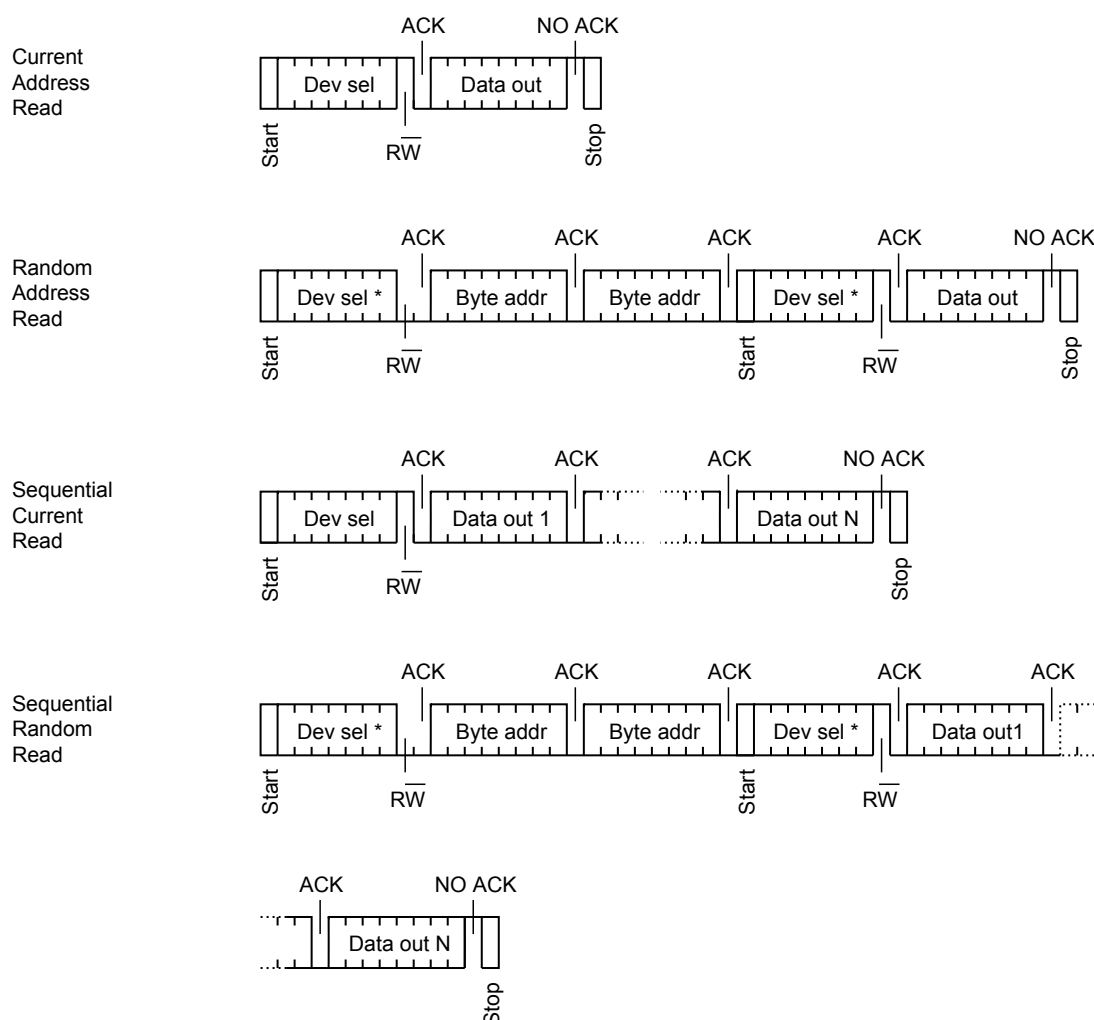 ACK NO ACK
Current
Address
Read
Dev sel Data out
Start RW Stop
ACK ACK ACK ACK NO ACK
Random
Address
Read
Dev sel * Byte addr Byte addr Dev sel * Data out
Start RW Start RW Stop
ACK ACK ACK NO ACK
Sequential
Current
Read
Dev sel Data out 1 Data out N
Start RW Stop
ACK ACK ACK ACK ACK
Sequential
Random
Read
Dev sel * Byte addr Byte addr Dev sel * Data out1
Start RW Start RW
ACK NO ACK
Data out N
Stop